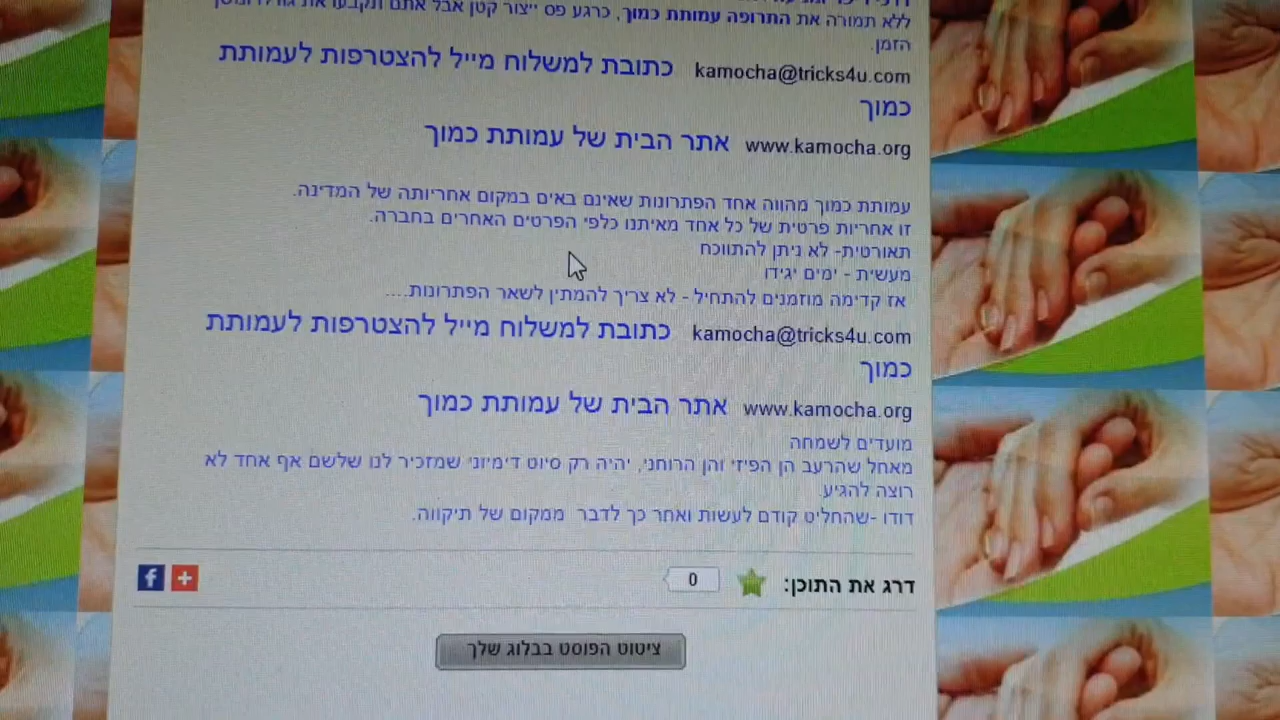 ללא תמורה את התרופה עמותת כמוך, כרגע פס ייצור קטן אבל אתם תקבעו את
הזמן.
kamocha@tricks4u.com כתובת למשלוח מייל להצטרפות לעמותת
כמוך
www.kamocha.org אתר הבית של עמותת כמוך
עמותת כמוך מהווה אחד הפתרונות שאינם באים במקום אחריותה של המדינה.
זו אחריות פרטית של כל אחד מאיתנו כלפי הפרטים האחרים בחברה.
תאורטית- לא ניתן להתווכח
מעשית - ימים יגידו
אז קדימה מוזמנים להתחיל - לא צריך להמתין לשאר הפתרונות....
kamocha@tricks4u.com כתובת למשלוח מייל להצטרפות לעמותת
כמוך
www.kamocha.org אתר הבית של עמותת כמוך
מועדים לשמחה
מאחל שהרעב הן הפיזי והן הרוחני, יהיה רק סיוט דימיוני שמזכיר לנו שלשם אף אחד לא
רוצה להגיע.
דודו -שהחליט קודם לעשות ואחר כך לדבר ממקום של תיקווה.
דרג את התוכן: 0
ציטוט הפוסט בבלוג שלך